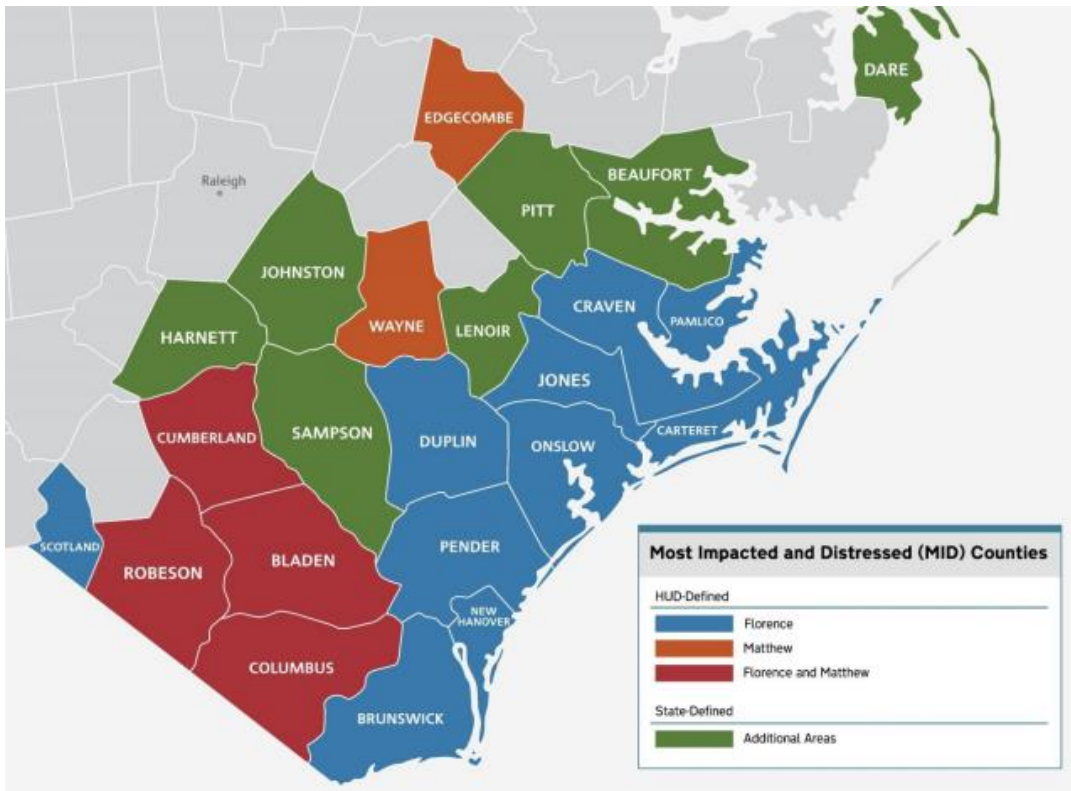 DARE
EDGECOMBE
BEAUFORT
Raleigh
PITT
JOHNSTON
CRAVEN
PAMLICO
WAYNE
LENOIR
HARNETT
JONES
CUMBERLAND
SAMPSON
DUPLIN
ONSLOW
CARTERET
SCOTLAND
ROBESON
BLADEN
PENDER
NEW
HANOVER
COLUMBUS
BRUNSWICK
Most Impacted and Distressed (MID) Counties
HUD-Defined
Florence
Matthew
Florence and Matthew
State-Defined
Additional Areas